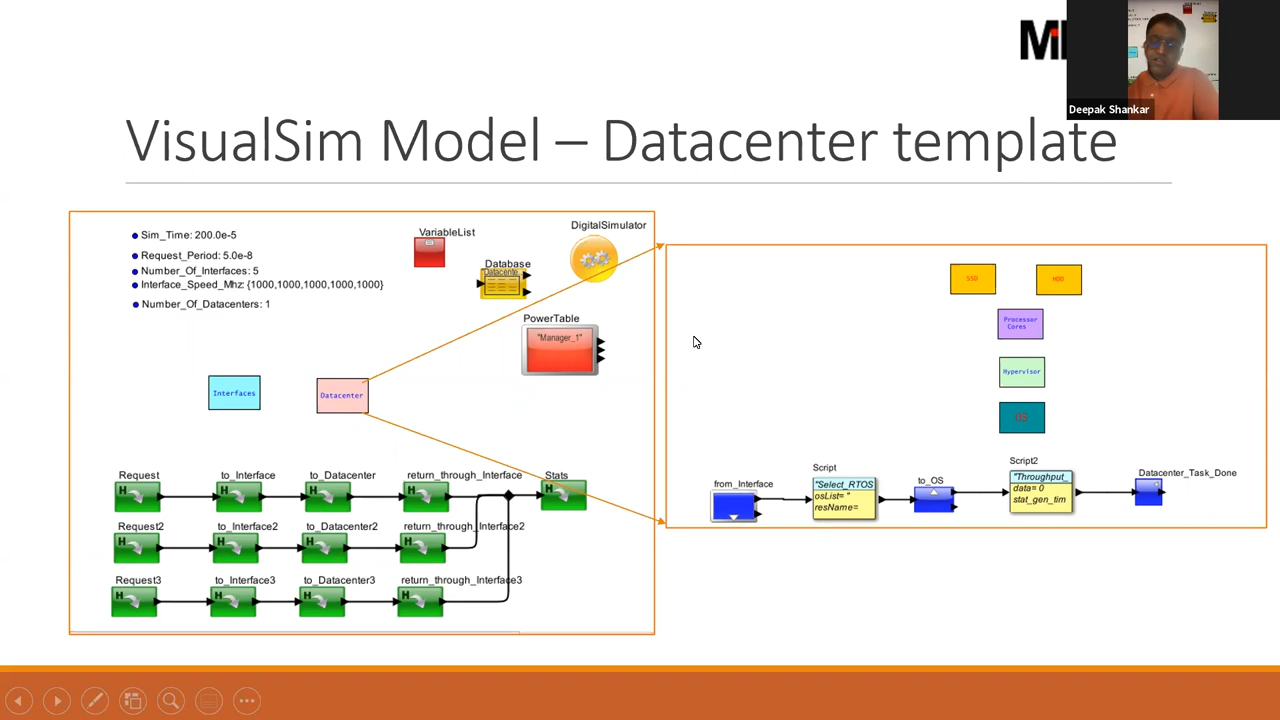 Deepak Shankar
VisualSim Model – Datacenter template
Sim_Time: 200.0e-5
Request_Period: 5.0e-8
Number_Of_Interfaces: 5
Interface_Speed_Mhz: {1000,1000,1000,1000,1000}
Number_Of_Datacenters: 1
VariableList
DigitalSimulator
Database
Datacente
PowerTable
"Manager_1"
Interfaces
Datacenter
Request
to_Interface
to_Datacenter
return_through_Interface
Stats
H
H
H
H
H
Request2
to_Interface2
to_Datacenter2
return_through_Interface2
H
H
H
H
Request3
to_Interface3
to_Datacenter3
return_through_Interface3
H
H
H
H
SSD
HDD
Processor
Cores
Hypervisor
OS
from_Interface
Script
"Select_RTOS
osList= "
resName=
to_OS
Script2
"Throughput_
data= 0
stat_gen_tim
Datacenter_Task_Done